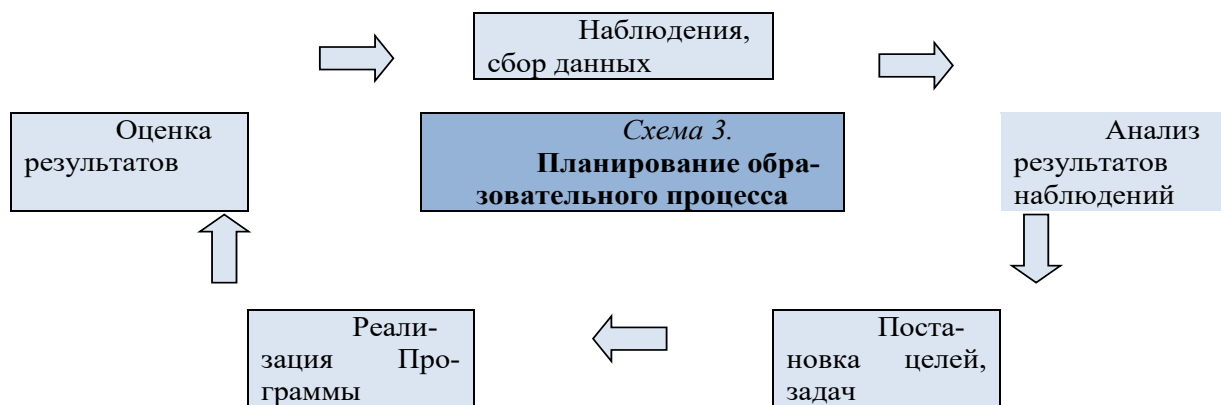 Наблюдения,
сбор данных
Оценка
результатов
Схема 3.
Планирование обра-
зовательного процесса
Анализ
результатов
наблюдений
Реали-
зация Про-
граммы
Поста-
новка целей,
задач